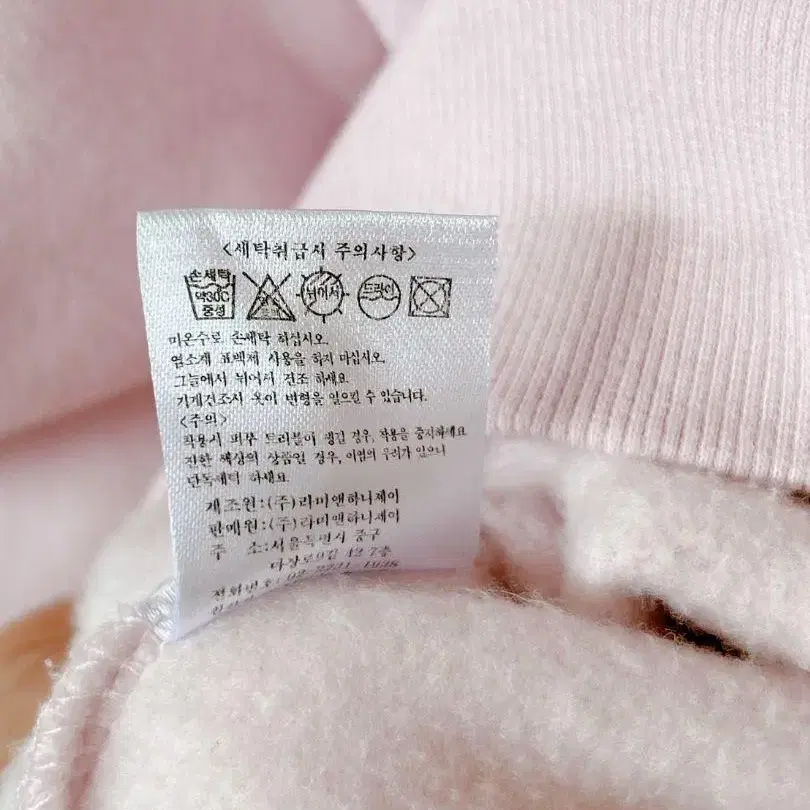 <세탁취급시 주의사항>
손세탁 약30℃ 중성 뉘어서 드라이
미온수로 손세탁 하십시오.
염소계 표백제 사용을 하지 마십시오.
그늘에서 뉘어서 건조 하세요.
기계건조시 옷이 변형을 일으킬 수 있습니다.
<주의>
착용시 피부 트러블이 생길 경우, 착용을 중지하세요
진한 색상의 상품일 경우, 이염의 우려가 있으니
단독세탁 하세요.
제조원:(주)라미앤하니제이
판매원:(주)라미앤하니제이
주 소:서울특별시 중구
7층
전화번호: